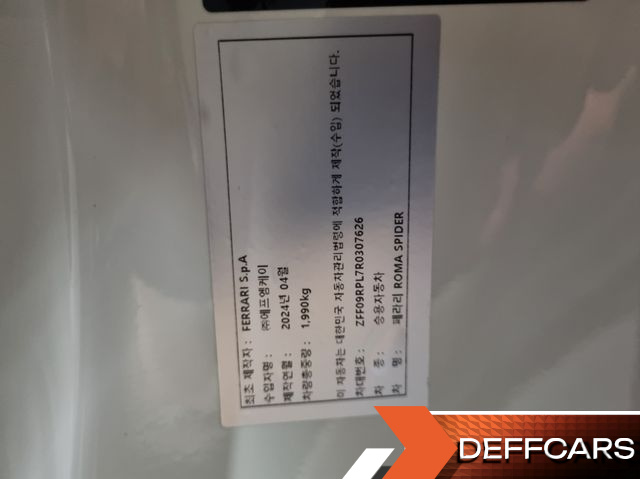 최초 제작자 : FERRARI S.p.A
수입자명 : ㈜에프엠케이
제작연월 : 2024년 04월
차량총중량 : 1,990kg
이 자동차는 대한민국 자동차관리법령에 적합하게 제작(수입) 되었습니다.
차대번호 : ZFF09RPL7R0307626
차 종 : 승용자동차
차 명 : 페라리 ROMA SPIDER
DEFFCARS